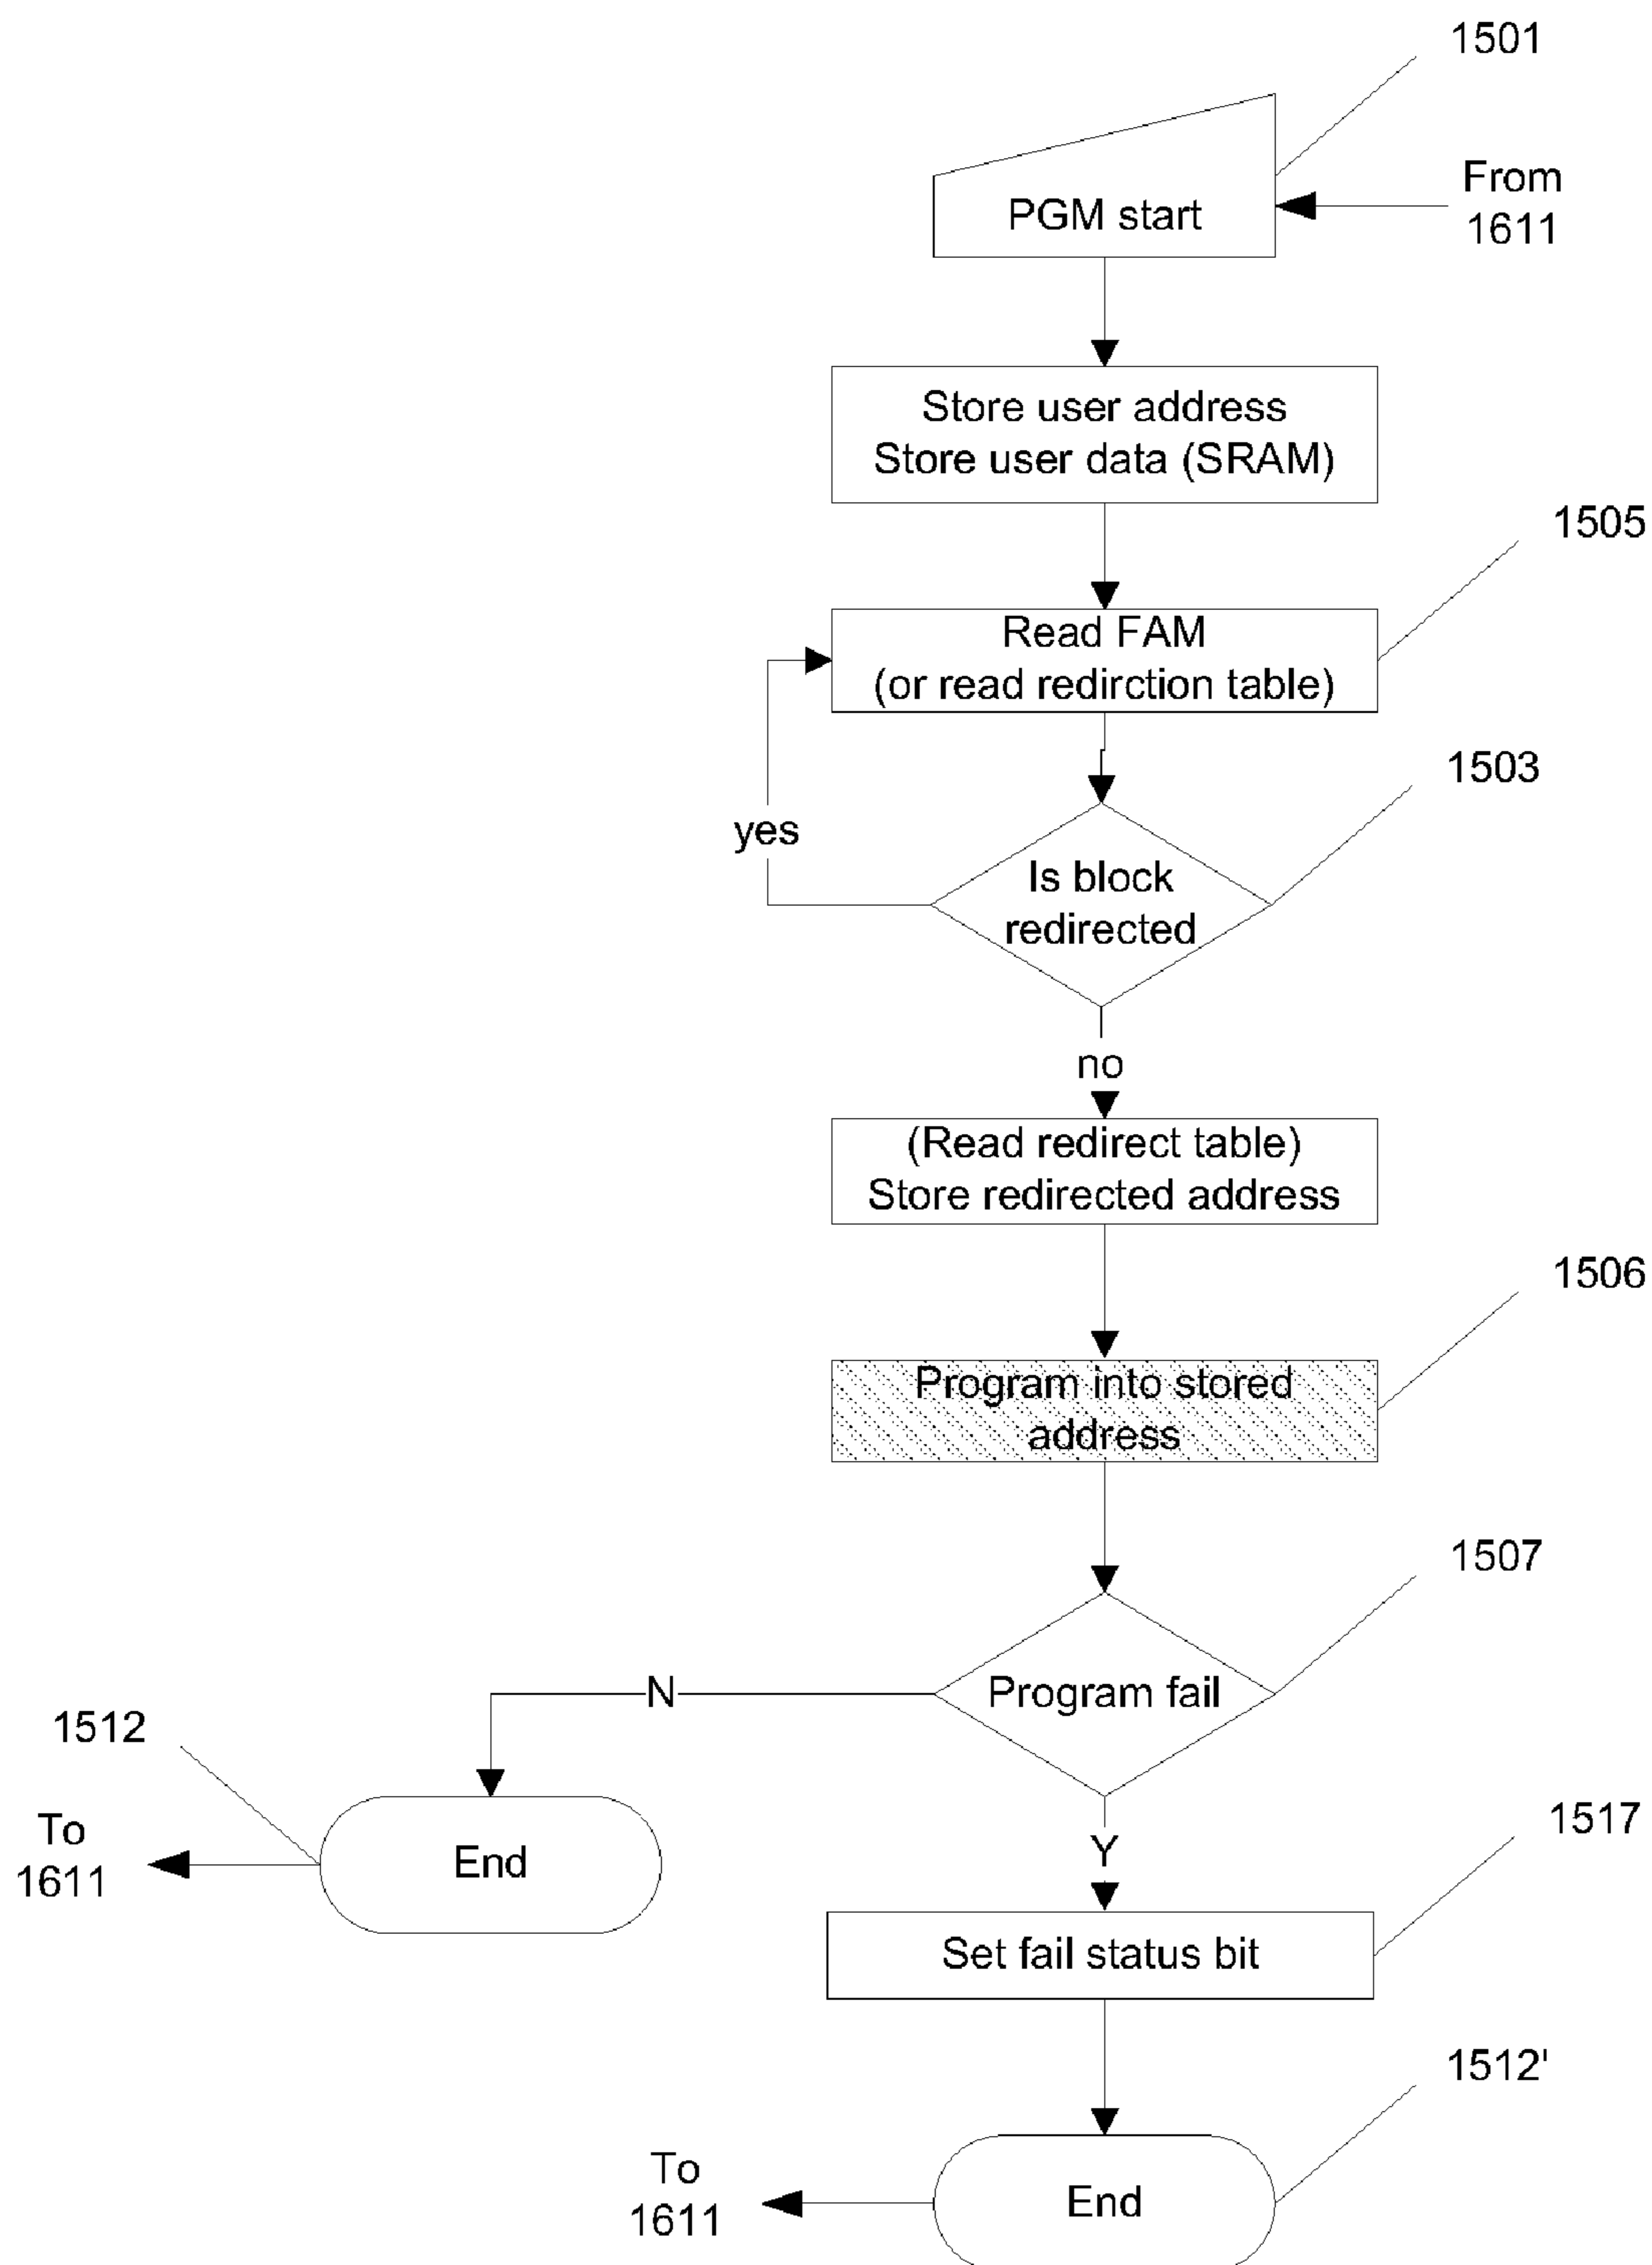 1501
From
1611
PGM start
Store user address
Store user data (SRAM)
1505
Read FAM
(or read redirction table)
1503
yes
Is block
redirected
no
(Read redirect table)
Store redirected address
1506
Program into stored
address
1507
N
Program fail
1512
To
1611
End
Y
1517
Set fail status bit
1512'
To
1611
End